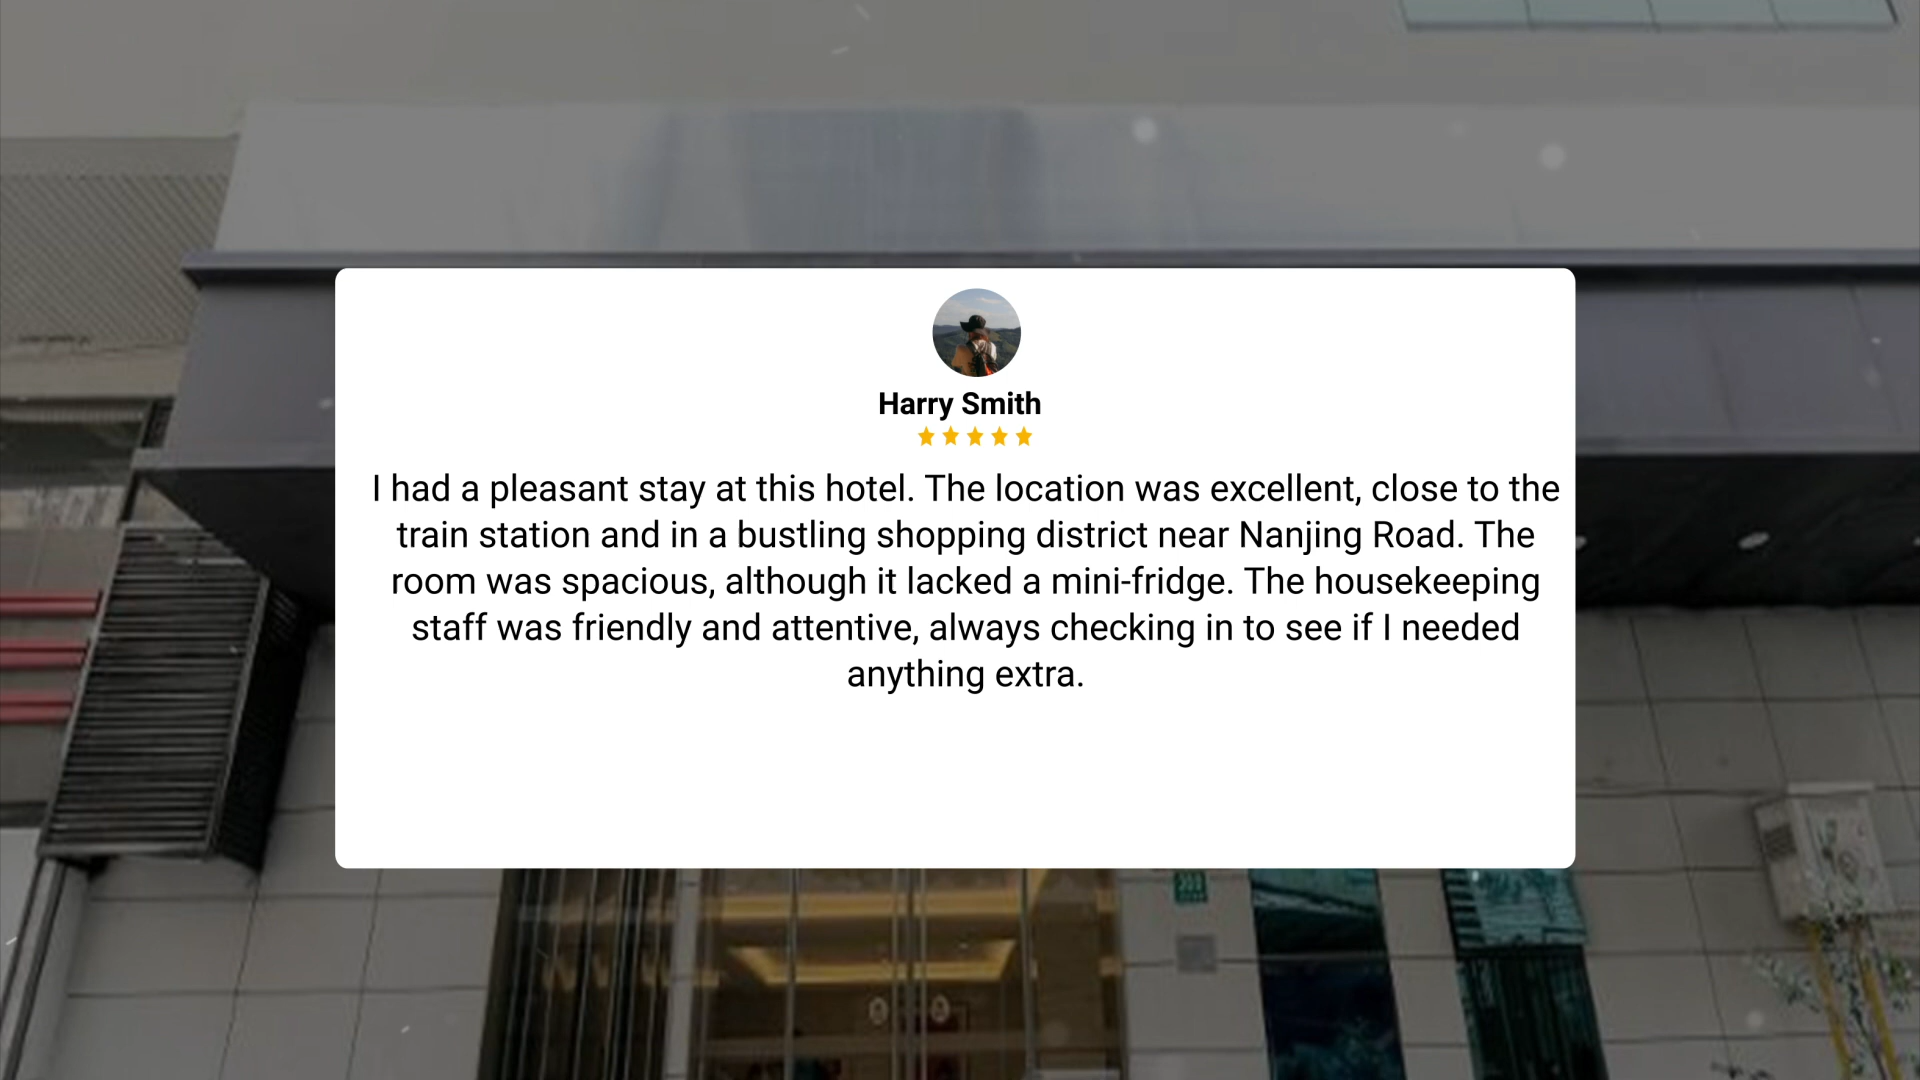 Harry Smith
I had a pleasant stay at this hotel. The location was excellent, close to the
train station and in a bustling shopping district near Nanjing Road. The
room was spacious, although it lacked a mini-fridge. The housekeeping
staff was friendly and attentive, always checking in to see if I needed
anything extra.